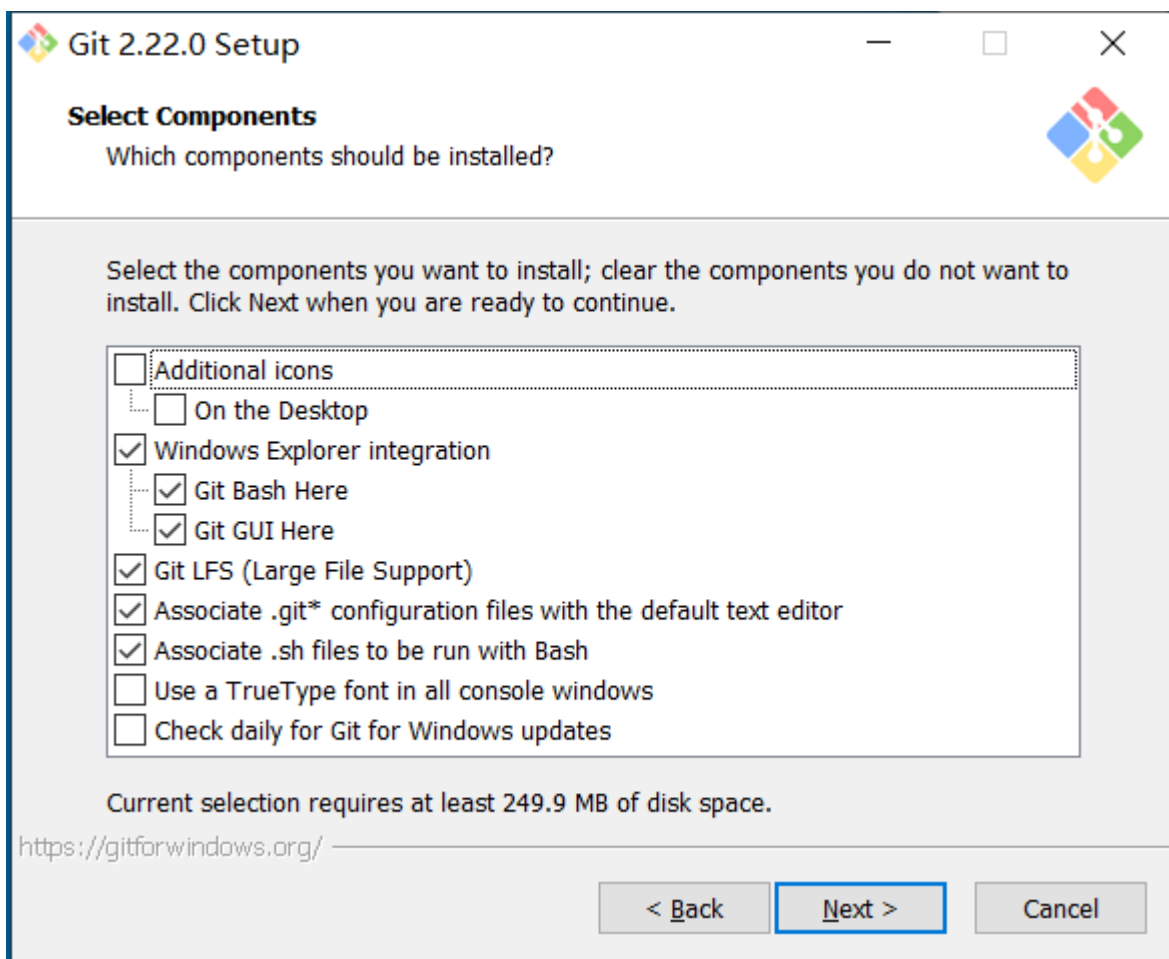 Git 2.22.0 Setup
Select Components
Which components should be installed?
Select the components you want to install; clear the components you do not want to
install. Click Next when you are ready to continue.
Additional icons
On the Desktop
Windows Explorer integration
Git Bash Here
Git GUI Here
Git LFS (Large File Support)
Associate .git* configuration files with the default text editor
Associate .sh files to be run with Bash
Use a TrueType font in all console windows
Check daily for Git for Windows updates
Current selection requires at least 249.9 MB of disk space.
https://gitforwindows.org/
< Back Next > Cancel